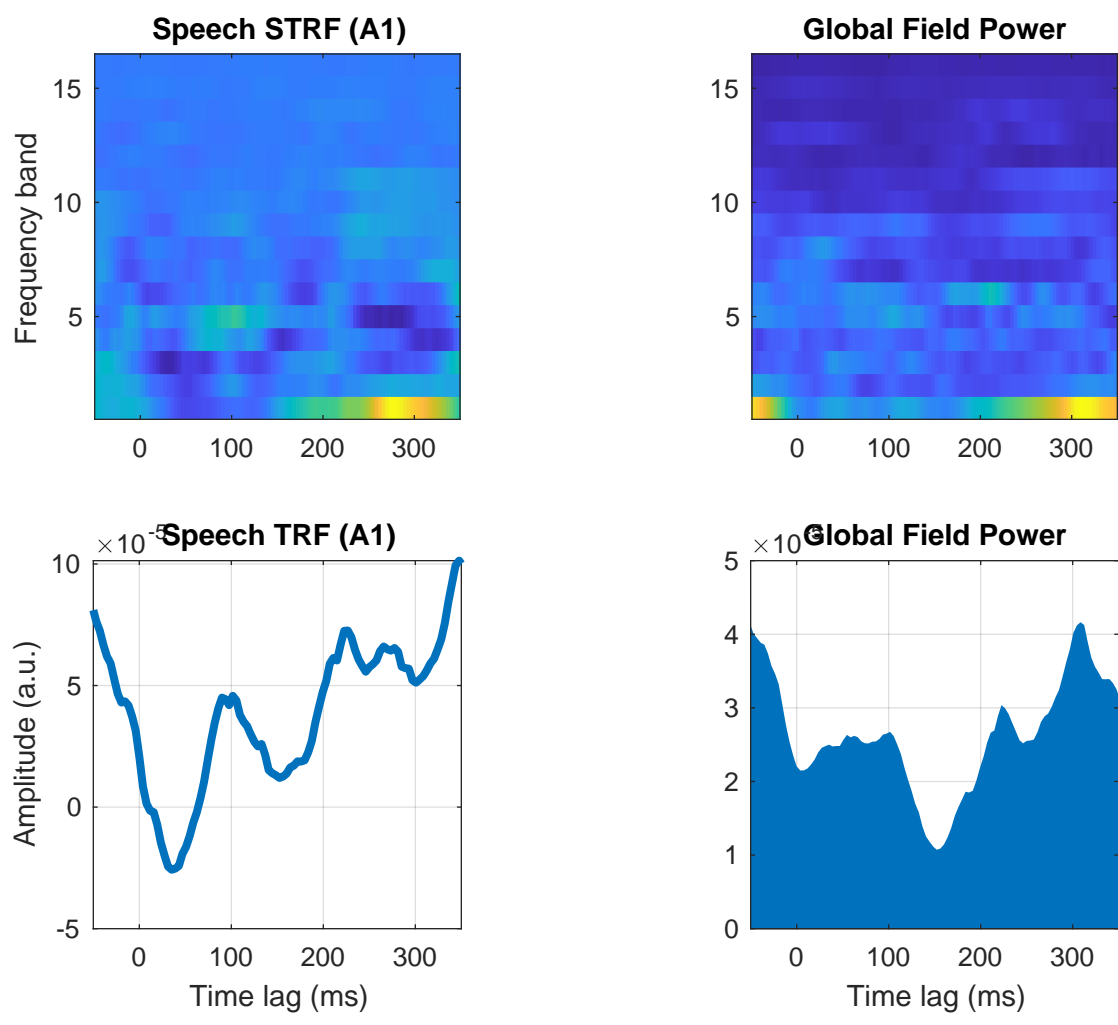 Speech STRF (A1)
Frequency band
15
10
5
0 100 200 300
Global Field Power
15
10
5
0 100 200 300
Speech TRF (A1)
×10^-5
Amplitude (a.u.)
10
5
0
-5
0 100 200 300
Time lag (ms)
Global Field Power
×10
5
4
3
2
1
0
0 100 200 300
Time lag (ms)